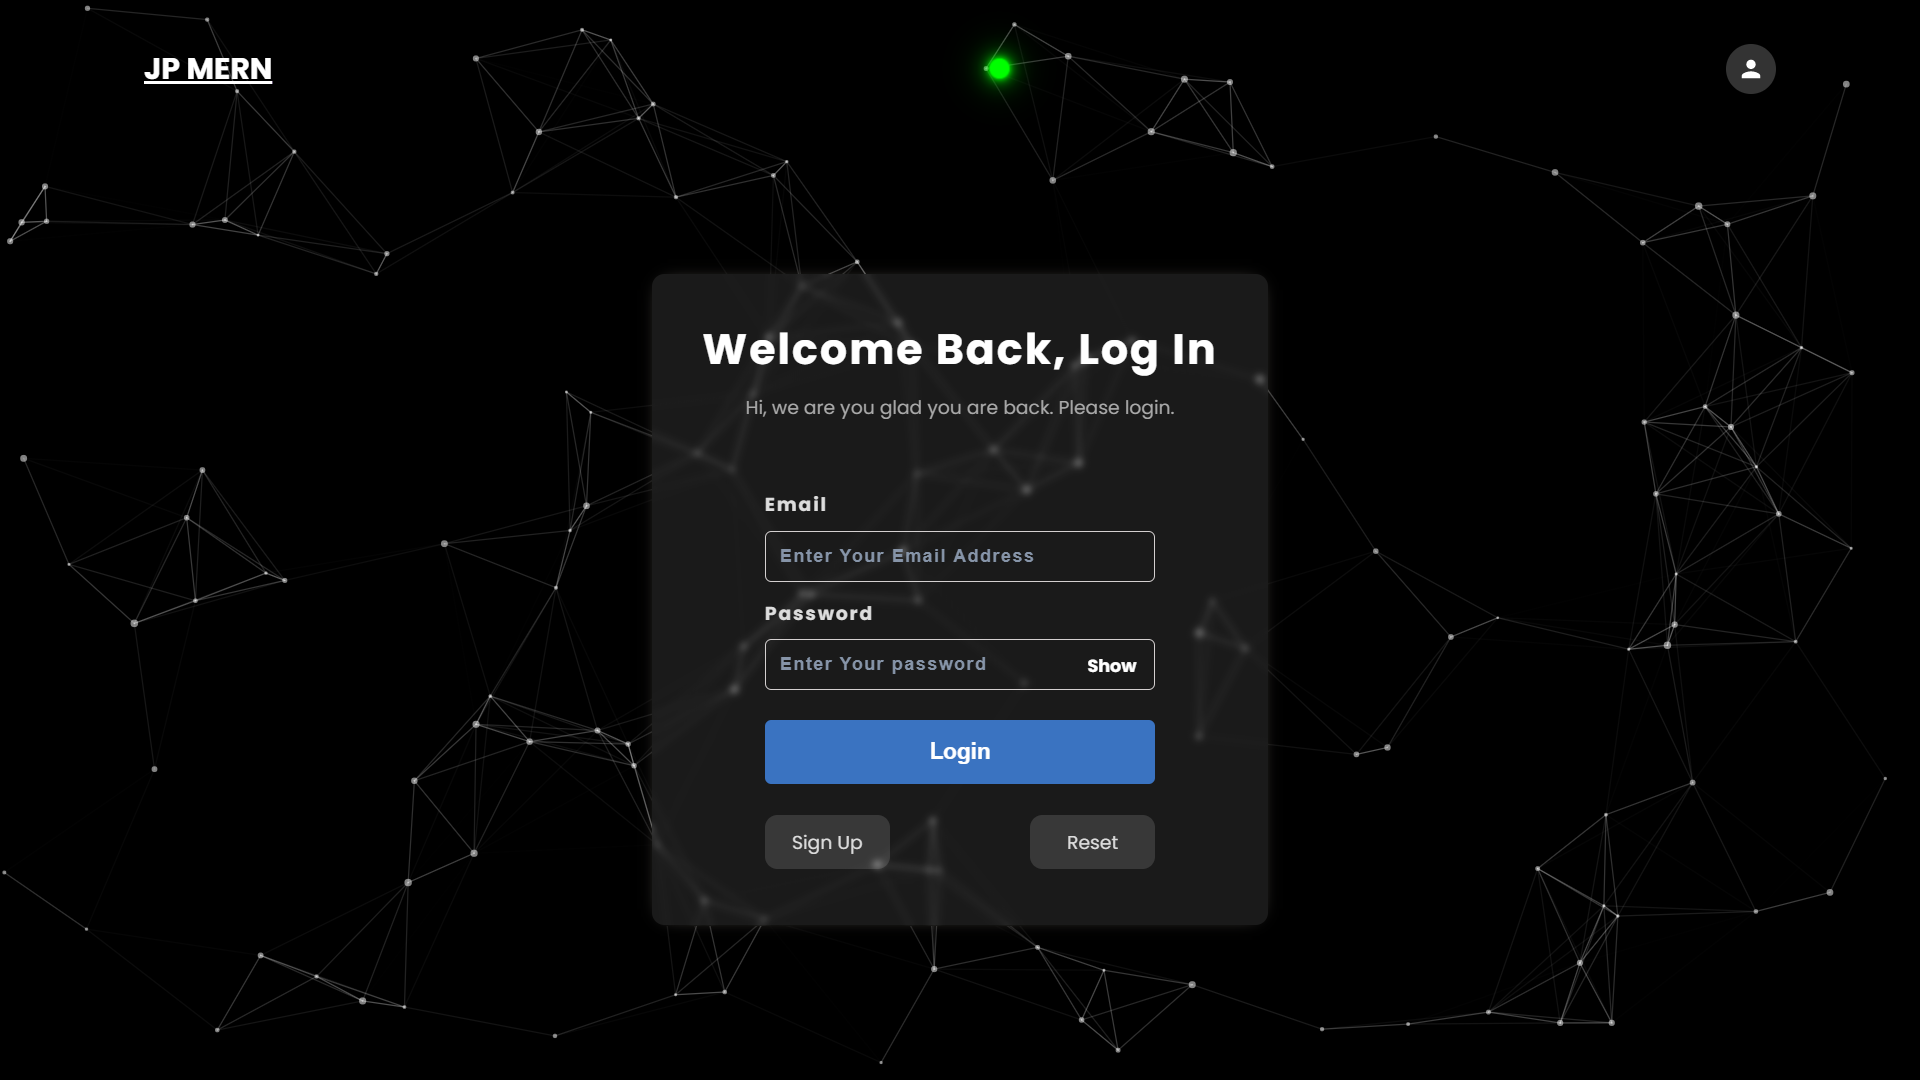 JP MERN
Welcome Back, Log In
Hi, we are you glad you are back. Please login.
Email
Enter Your Email Address
Password
Enter Your password
Show
Login
Sign Up
Reset